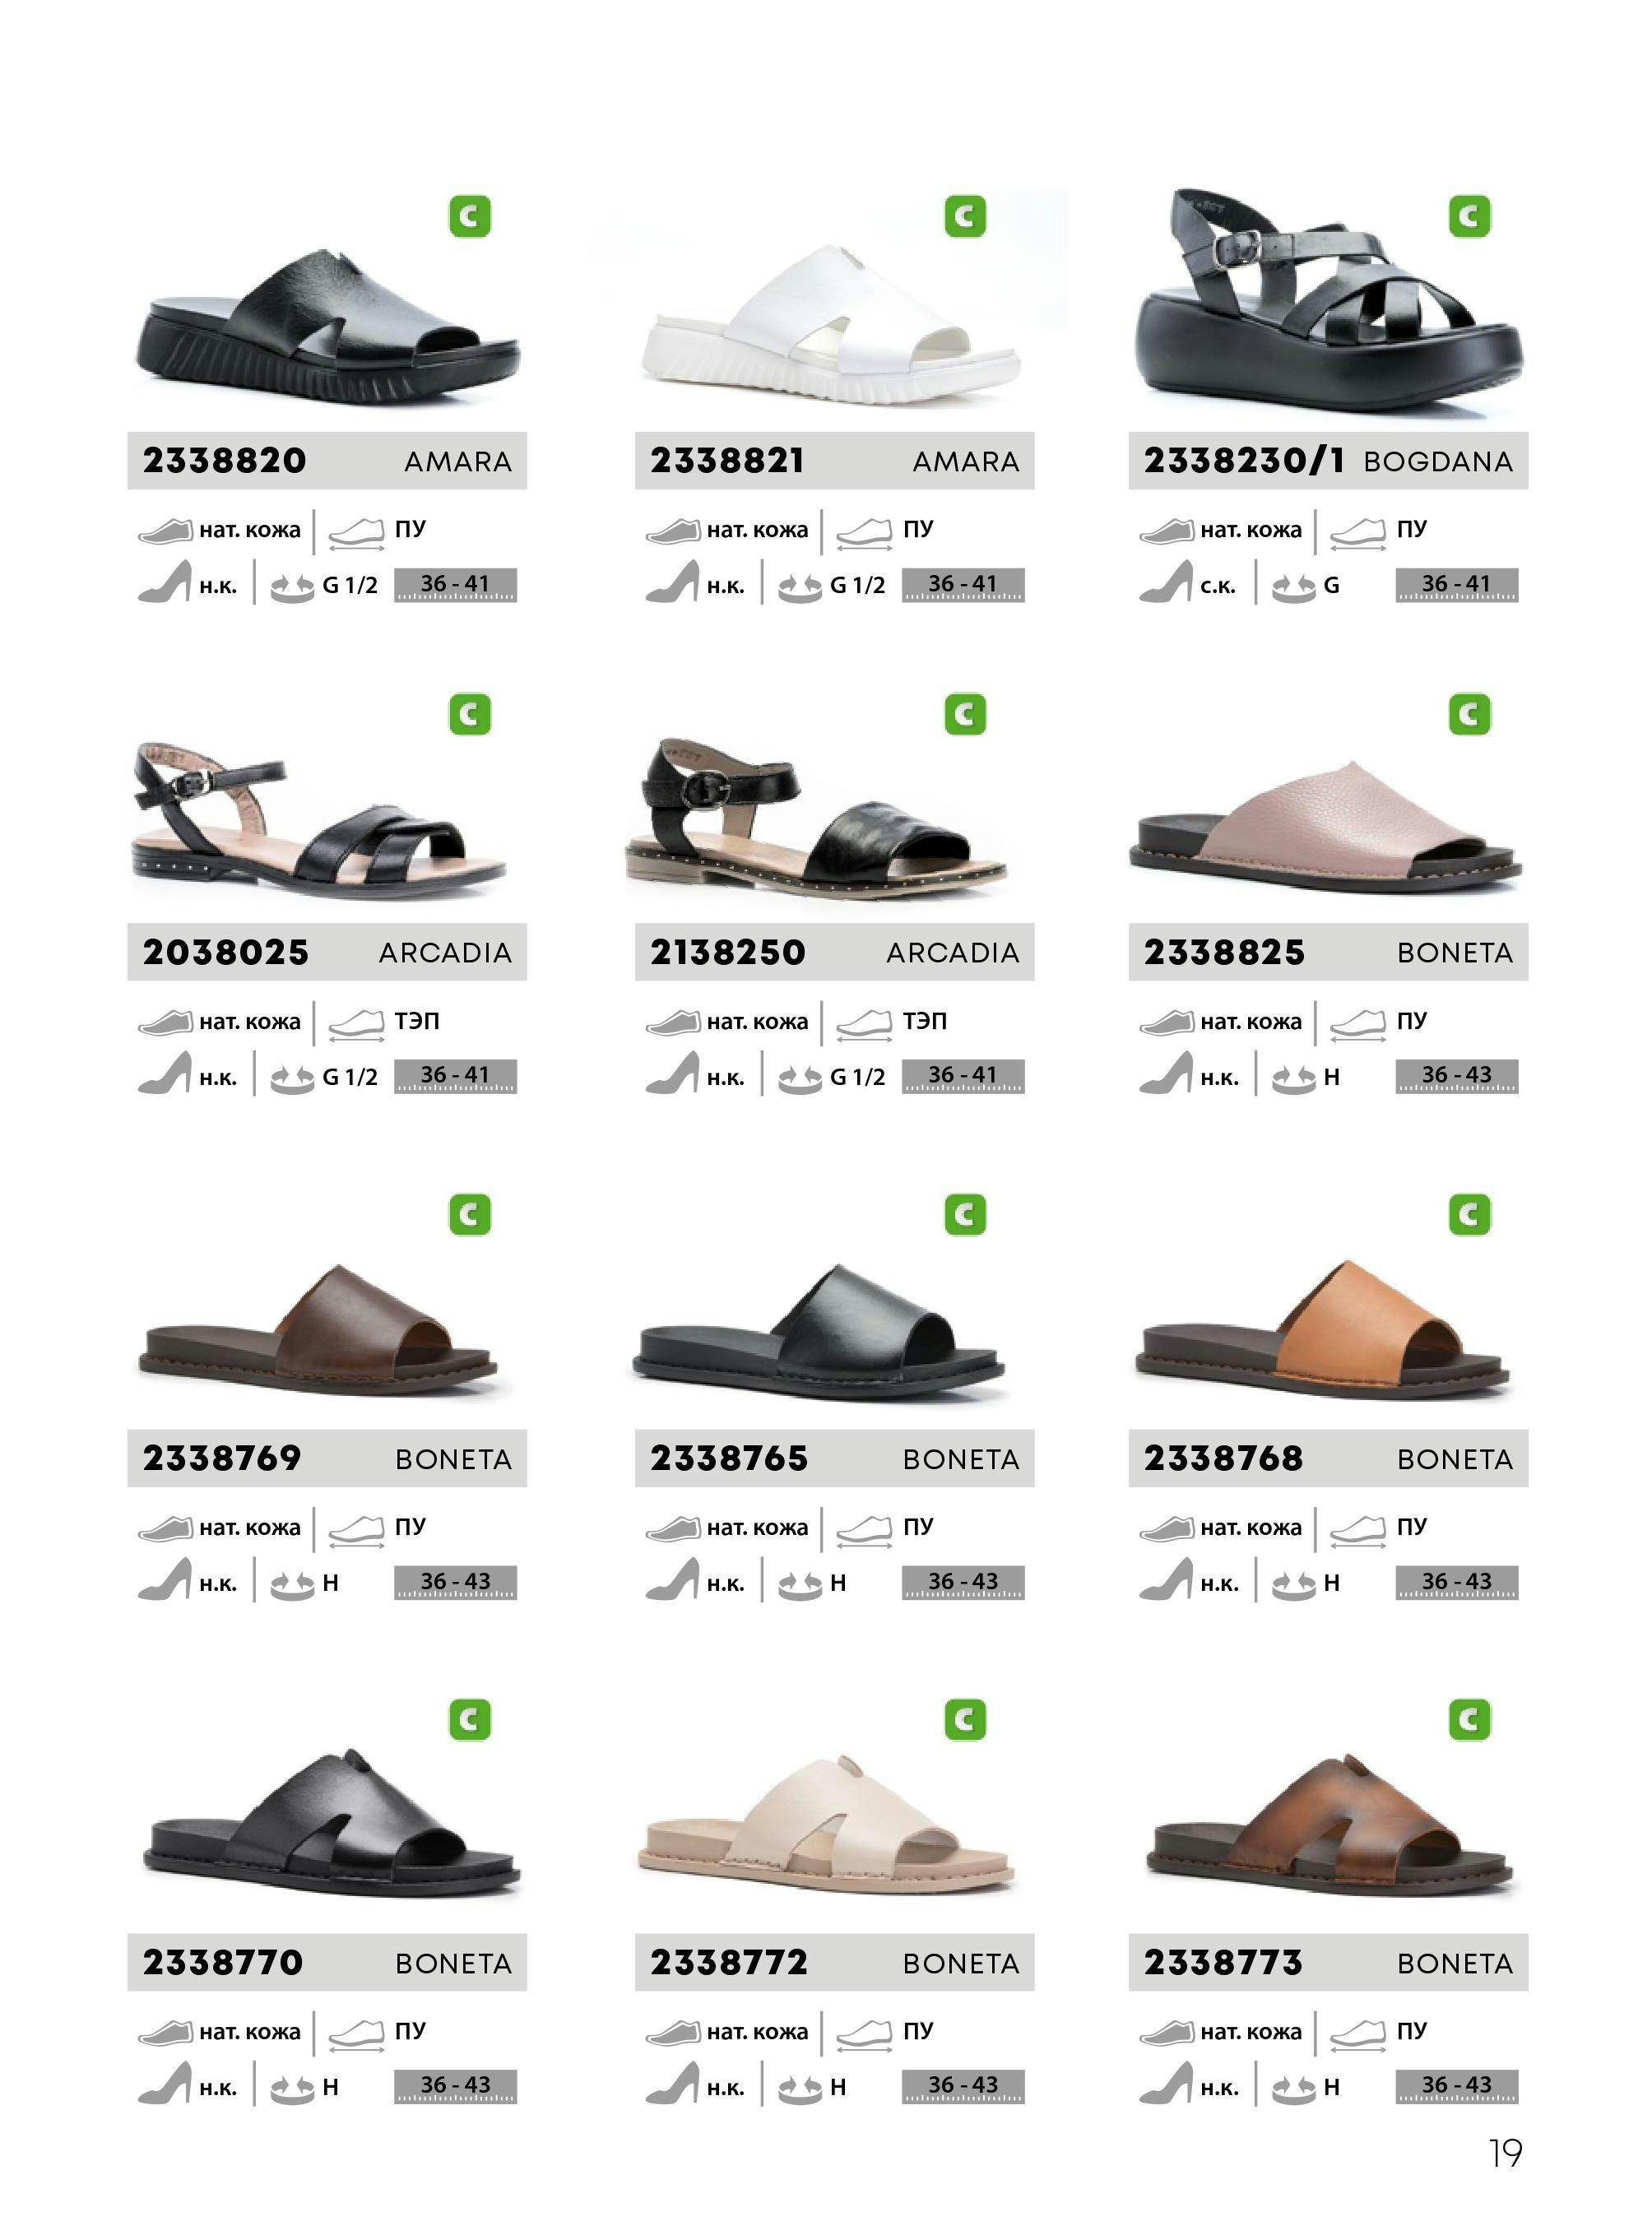 C C C
2338820 AMARA 2338821 AMARA 2338230/1 BOGDANA
нат. кожа ПУ нат. кожа ПУ нат. кожа ПУ
н.к. G 1/2 36 - 41 н.к. G 1/2 36 - 41 с.к. G 36 - 41
C C C
2038025 ARCADIA 2138250 ARCADIA 2338825 BONETA
нат. кожа ТЭП нат. кожа ТЭП нат. кожа ПУ
н.к. G 1/2 36 - 41 н.к. G 1/2 36 - 41 н.к. H 36 - 43
C C C
2338769 BONETA 2338765 BONETA 2338768 BONETA
нат. кожа ПУ нат. кожа ПУ нат. кожа ПУ
н.к. H 36 - 43 н.к. H 36 - 43 н.к. H 36 - 43
C C C
2338770 BONETA 2338772 BONETA 2338773 BONETA
нат. кожа ПУ нат. кожа ПУ нат. кожа ПУ
н.к. H 36 - 43 н.к. H 36 - 43 н.к. H 36 - 43
19